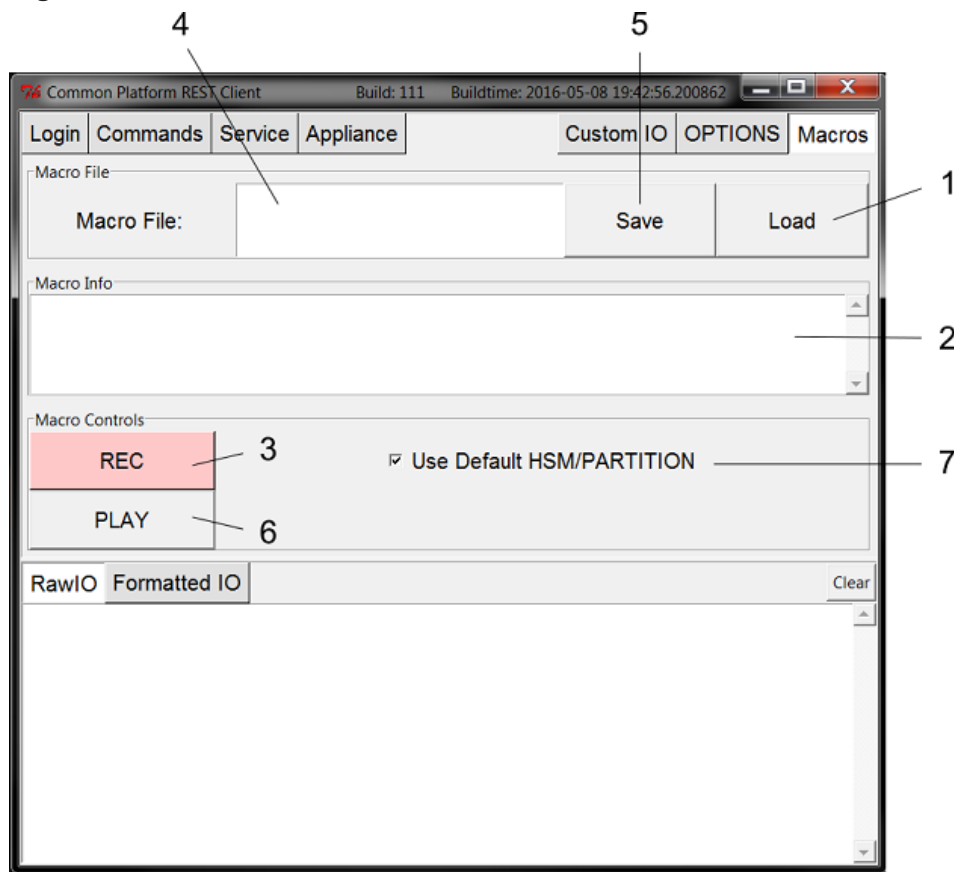 4 5
Common Platform REST Client Build: 111 Buildtime: 2016-05-08 19:42:56.200862
Login Commands Service Appliance Custom IO OPTIONS Macros
Macro File
Macro File: Save Load 1
Macro Info
2
Macro Controls
REC 3 Use Default HSM/PARTITION 7
PLAY 6
RawIO Formatted IO Clear